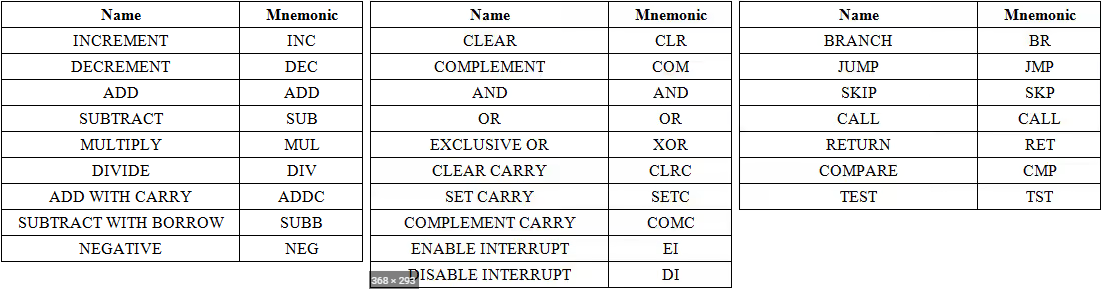 Name Mnemonic
INCREMENT INC
DECREMENT DEC
ADD ADD
SUBTRACT SUB
MULTIPLY MUL
DIVIDE DIV
ADD WITH CARRY ADDC
SUBTRACT WITH BORROW SUBB
NEGATIVE NEG
Name Mnemonic
CLEAR CLR
COMPLEMENT COM
AND AND
OR OR
EXCLUSIVE OR XOR
CLEAR CARRY CLRC
SET CARRY SETC
COMPLEMENT CARRY COMC
ENABLE INTERRUPT EI
DISABLE INTERRUPT DI
368 × 293
Name Mnemonic
BRANCH BR
JUMP JMP
SKIP SKP
CALL CALL
RETURN RET
COMPARE CMP
TEST TST